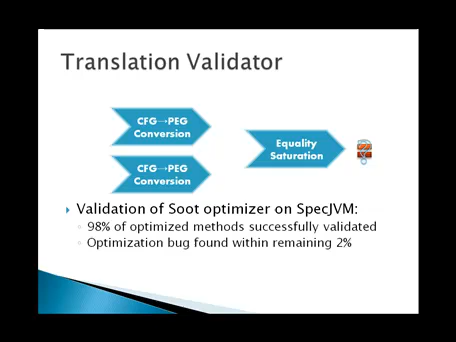 Translation Validator
CFG→PEG
Conversion
Equality
Saturation
CFG→PEG
Conversion
Validation of Soot optimizer on SpecJVM:
98% of optimized methods successfully validated
Optimization bug found within remaining 2%